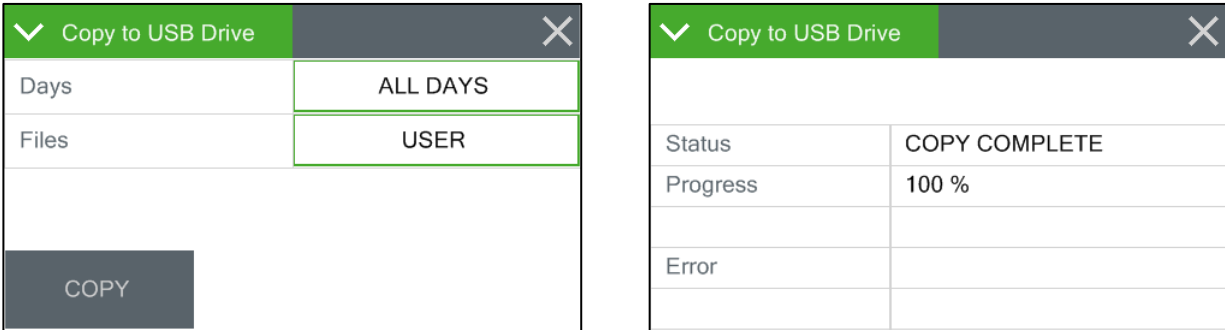 Copy to USB Drive
Days ALL DAYS
Files USER
COPY
Copy to USB Drive
Status COPY COMPLETE
Progress 100 %
Error